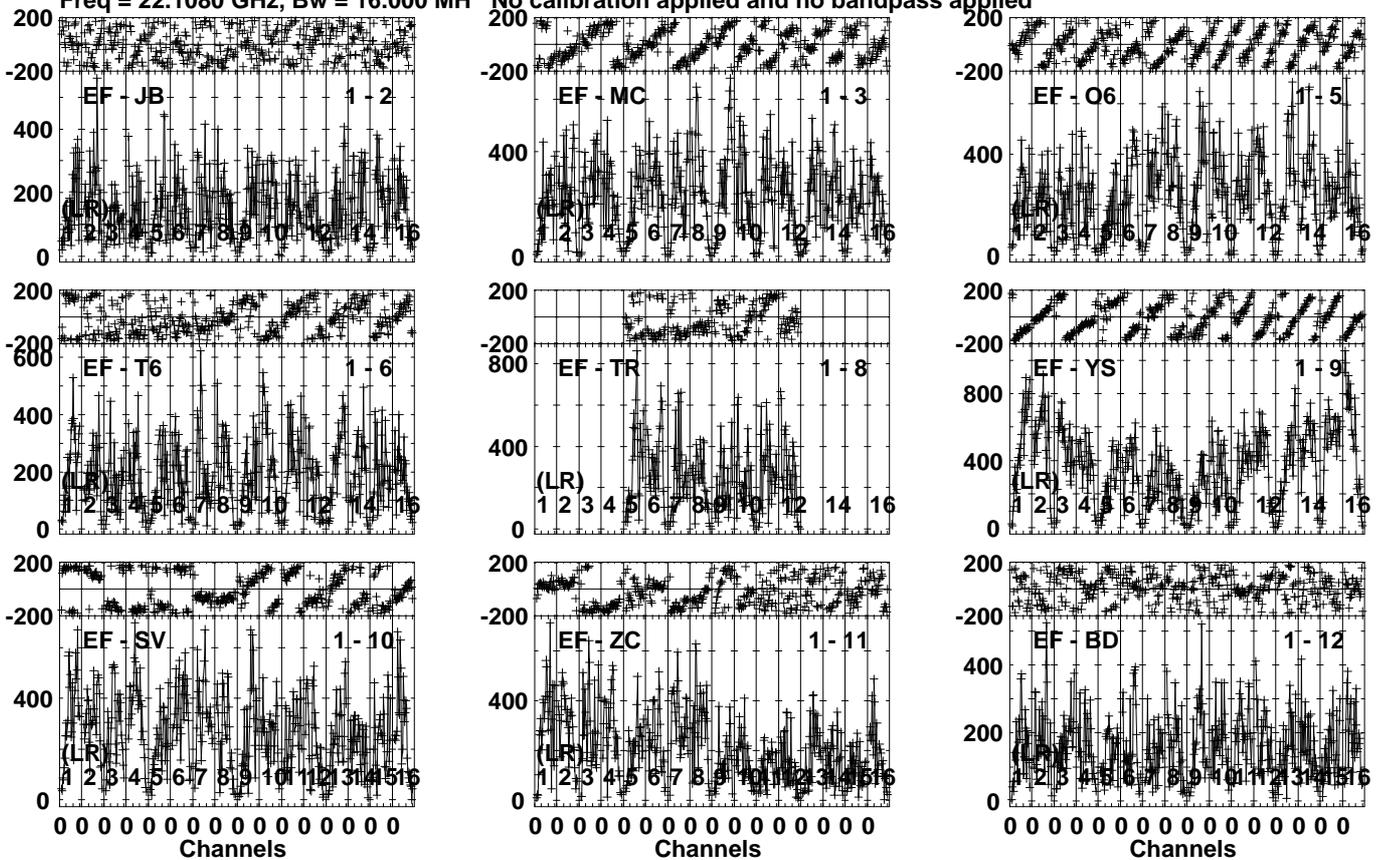 Freq = 22.1080 GHz, Bw = 16.000 MH No calibration applied and no bandpass applied
200 200 200
-200 -200 -200
EF - JB 1 - 2 EF - MC 1 - 3 EF - O6 1 - 5
400 400 400
200
(LR) (LR) (LR)
1 2 3 4 5 6 7 8 9 10 12 14 16 1 2 3 4 5 6 7 8 9 10 12 14 16 1 2 3 4 5 6 7 8 9 10 12 14 16
0 0 0
200 200 200
-200 -200 -200
600 800
EF - T6 1 - 6 EF - TR 1 - 8 EF - YS 1 - 9
400 400 800
200 400
(LR) (LR) (LR)
1 2 3 4 5 6 7 8 9 10 12 14 16 1 2 3 4 5 6 7 8 9 10 12 14 16 1 2 3 4 5 6 7 8 9 10 12 14 16
0 0 0
200 200 200
-200 -200 -200
EF - SV 1 - 10 EF - ZC 1 - 11 EF - BD 1 - 12
400 400 400
200
(LR) (LR) (LR)
1 2 3 4 5 6 7 8 9 10 11 12 13 14 15 16 1 2 3 4 5 6 7 8 9 10 11 12 13 14 15 16 1 2 3 4 5 6 7 8 9 10 11 12 13 14 15 16
0 0 0
0 0 0 0 0 0 0 0 0 0 0 0 0 0 0 0 0 0 0 0 0 0 0 0 0 0 0 0 0 0 0 0 0 0 0 0 0 0 0 0 0 0 0 0 0 0 0 0
Channels Channels Channels